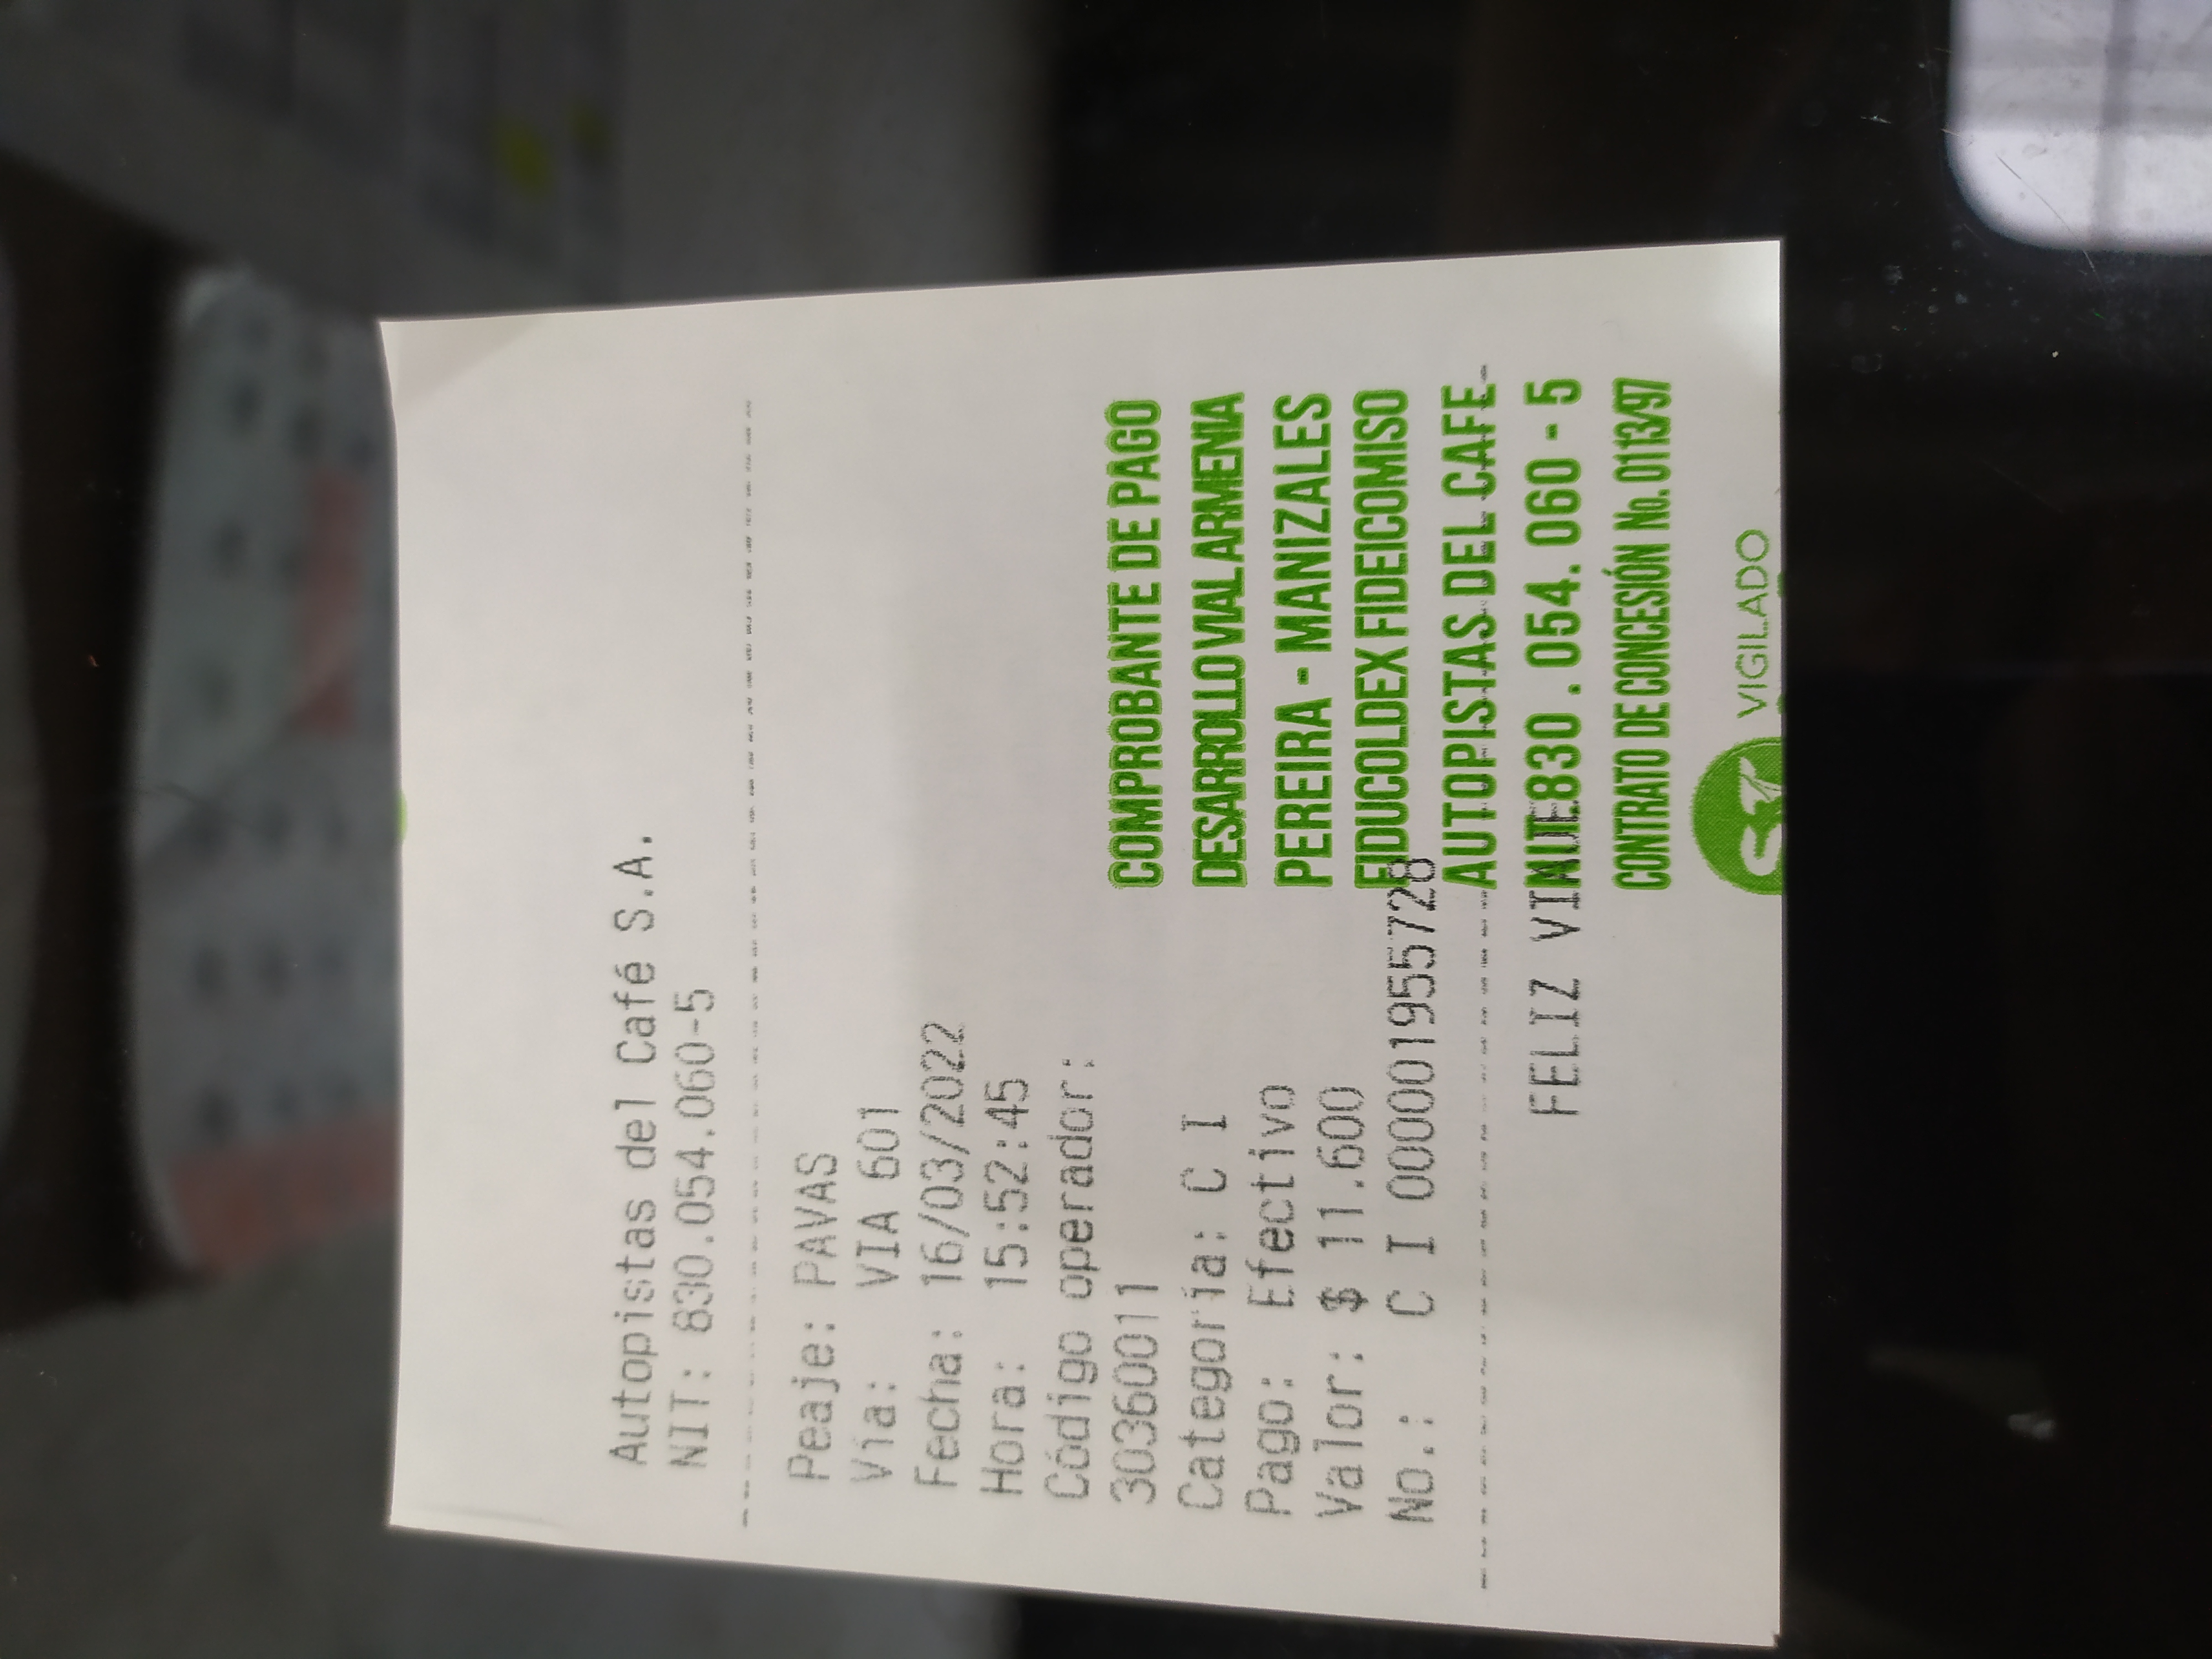 Autopistas del Café S.A.
NIT: 830.054.060-5
Peaje: PAVAS
Vía: VIA 601
Fecha: 16/03/2022
Hora: 15:52:45
Código operador:
30360011
Categoría: C I
Pago: Efectivo
Valor: $ 11.600
No.: C I 000001955728
FELIZ VIAJE
COMPROBANTE DE PAGO
DESARROLLO VIAL ARMENIA
PEREIRA - MANIZALES
FIDUCOLDEX FIDEICOMISO
AUTOPISTAS DEL CAFE
NIT.830 . 054. 060 - 5
CONTRATO DE CONCESIÓN No. 0113/97
VIGILADO